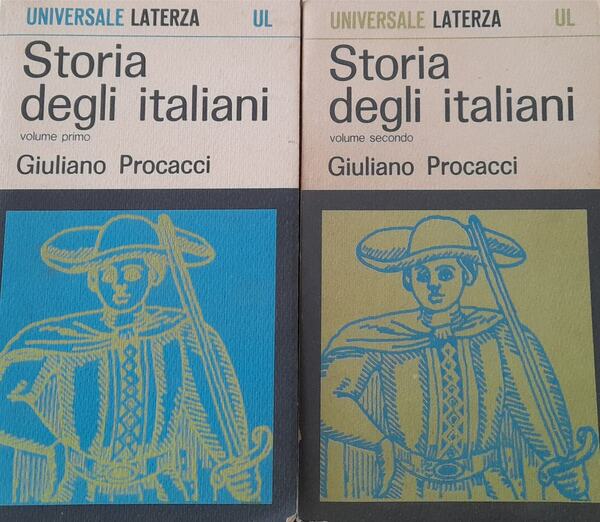 UNIVERSALE LATERZA UL
Storia
degli italiani
volume primo
Giuliano Procacci
UNIVERSALE LATERZA UL
Storia
degli italiani
volume secondo
Giuliano Procacci